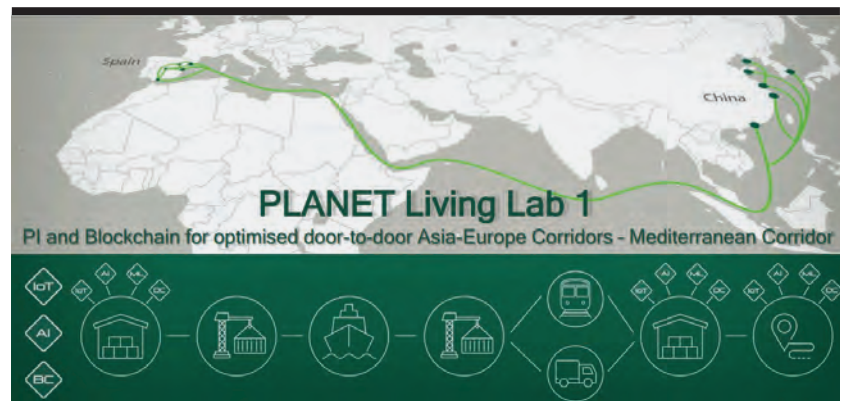 Spain
China
PLANET Living Lab 1
PI and Blockchain for optimised door-to-door Asia-Europe Corridors - Mediterranean Corridor
IoT
AI
BC
IOT
AI
ML
DC
IOT
AI
ML
DC
IOT
AI
ML